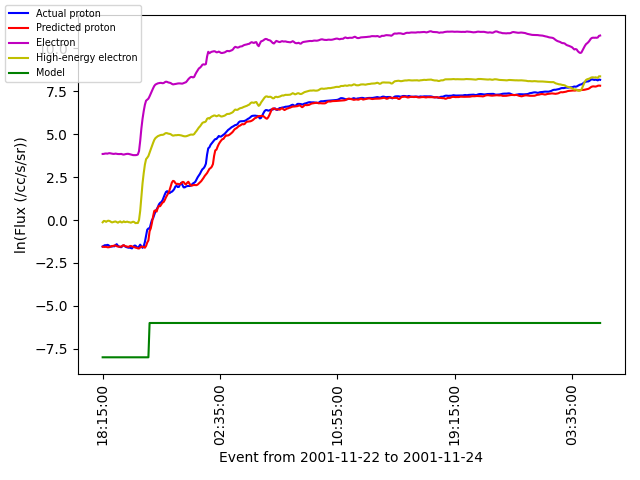 Actual proton
Predicted proton
Electron
High-energy electron
Model
10.0
7.5
5.0
2.5
0.0
−2.5
−5.0
−7.5
ln(Flux (/cc/s/sr))
18:15:00
02:35:00
10:55:00
19:15:00
03:35:00
Event from 2001-11-22 to 2001-11-24